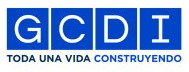 GCDI
TODA UNA VIDA CONSTRUYENDO